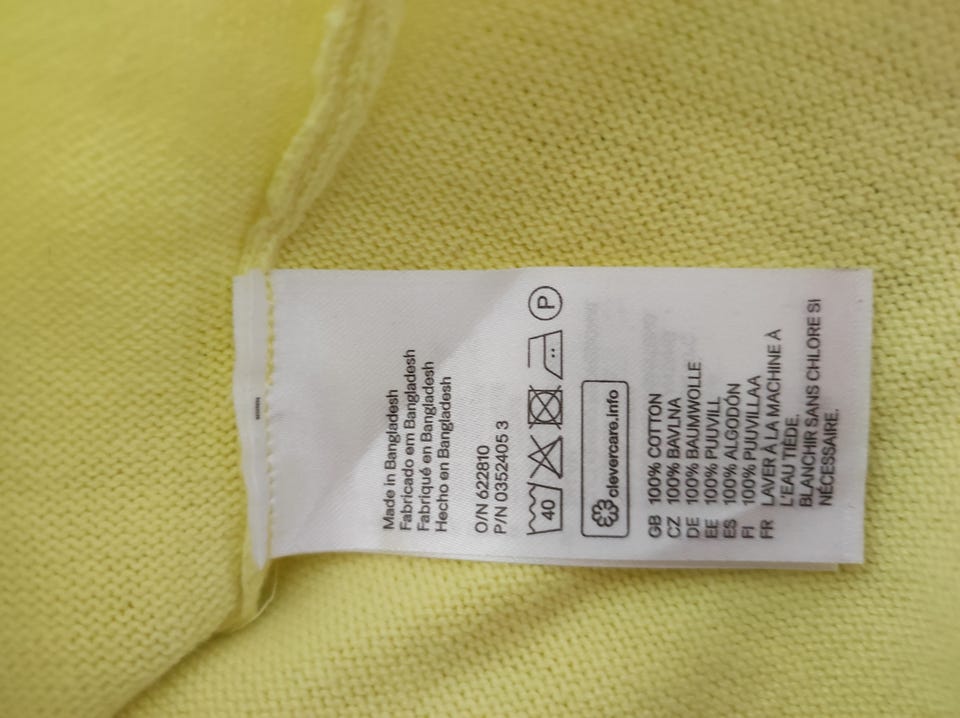 Made in Bangladesh
Fabricado em Bangladesh
Fabriqué en Bangladesh
Hecho en Bangladesh
O/N 622810
P/N 03524053
40 P
clevercare.info
GB 100% COTTON
CZ 100% BAVLNA
DE 100% BAUMWOLLE
EE 100% PUUVILL
ES 100% ALGODÓN
FI 100% PUUVILLAA
FR LAVER À LA MACHINE À
L'EAU TIÈDE.
BLANCHIR SANS CHLORE SI
NÉCESSAIRE.